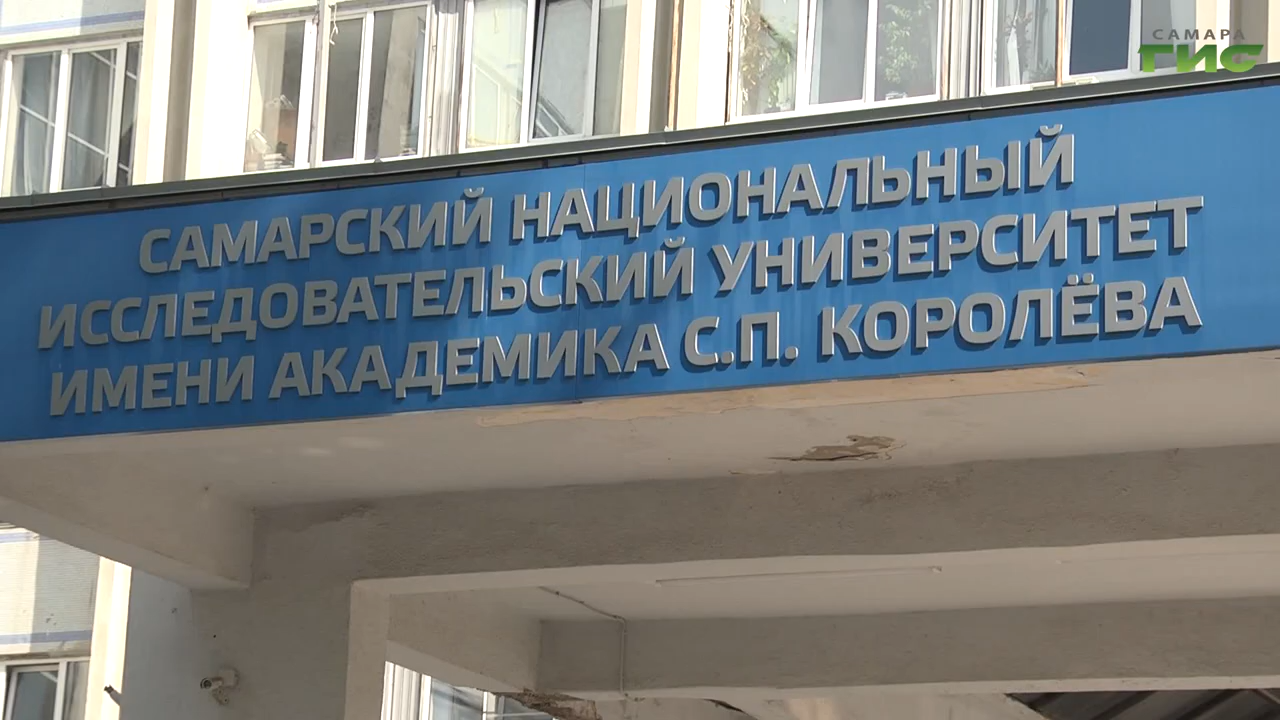 САМАРА
ГИС
САМАРСКИЙ НАЦИОНАЛЬНЫЙ
ИССЛЕДОВАТЕЛЬСКИЙ УНИВЕРСИТЕТ
ИМЕНИ АКАДЕМИКА С.П. КОРОЛЁВА